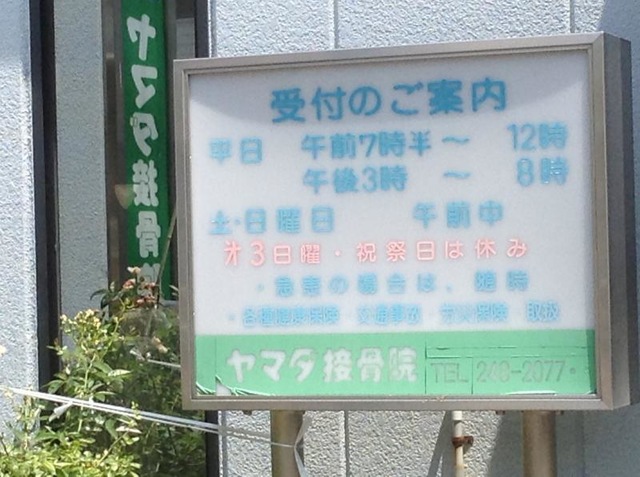 ヤマダ接骨
受付のご案内
平日 午前7時半〜 12時
午後3時 〜 8時
土・日曜日 午前中
才3日曜・祝祭日は休み
・急患の場合は、随時
・各種健康保険・交通事故・労災保険・取扱
ヤマダ接骨院 TEL 246-2877